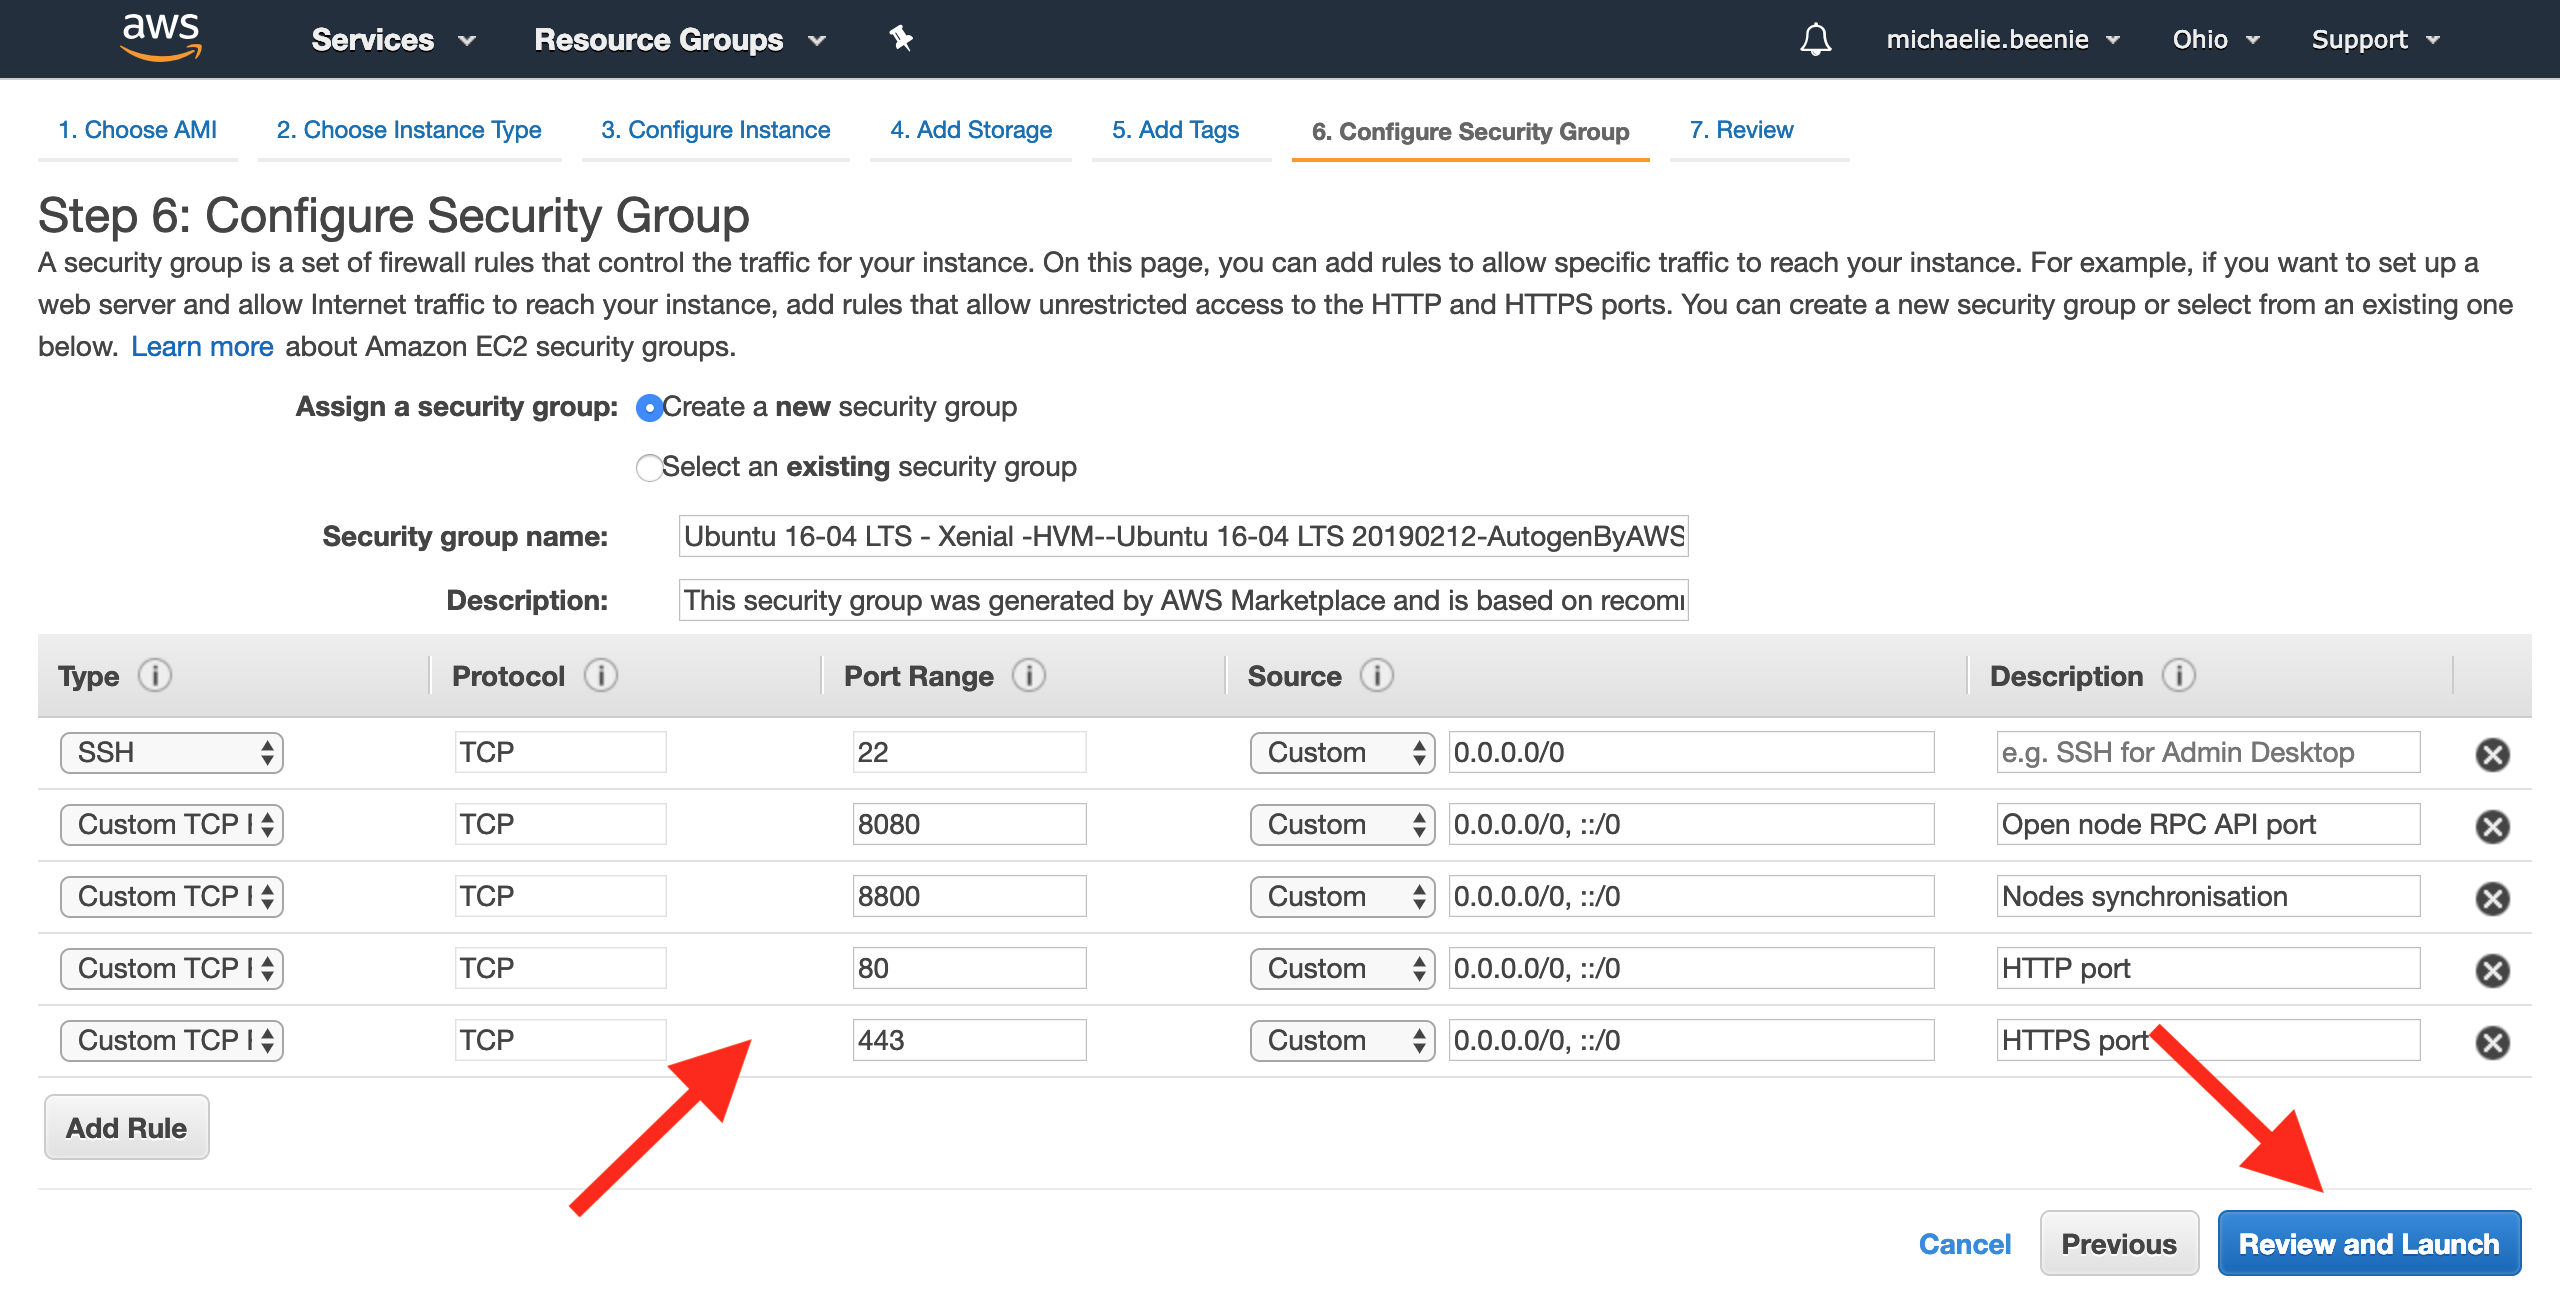 aws Services Resource Groups michaelie.beenie Ohio Support
1. Choose AMI 2. Choose Instance Type 3. Configure Instance 4. Add Storage 5. Add Tags 6. Configure Security Group 7. Review
Step 6: Configure Security Group
A security group is a set of firewall rules that control the traffic for your instance. On this page, you can add rules to allow specific traffic to reach your instance. For example, if you want to set up a
web server and allow Internet traffic to reach your instance, add rules that allow unrestricted access to the HTTP and HTTPS ports. You can create a new security group or select from an existing one
below. Learn more about Amazon EC2 security groups.
Assign a security group: Create a new security group
Select an existing security group
Security group name: Ubuntu 16-04 LTS - Xenial -HVM--Ubuntu 16-04 LTS 20190212-AutogenByAWS
Description: This security group was generated by AWS Marketplace and is based on
Type i Protocol i Port Range i Source i Description i
SSH TCP 22 Custom 0.0.0.0/0 e.g. SSH for Admin Desktop
Custom TCP TCP 8080 Custom 0.0.0.0/0, ::/0 Open node RPC API port
Custom TCP TCP 8800 Custom 0.0.0.0/0, ::/0 Nodes synchronisation
Custom TCP TCP 80 Custom 0.0.0.0/0, ::/0 HTTP port
Custom TCP TCP 443 Custom 0.0.0.0/0, ::/0 HTTPS port
Add Rule
Cancel Previous Review and Launch